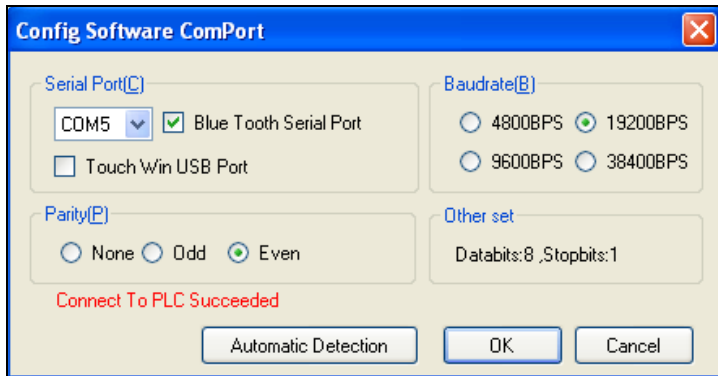 Config Software ComPort
Serial Port(C)
COM5
Blue Tooth Serial Port
Touch Win USB Port
Baudrate(B)
4800BPS
19200BPS
9600BPS
38400BPS
Parity(P)
None
Odd
Even
Other set
Databits:8 ,Stopbits:1
Connect To PLC Succeeded
Automatic Detection
OK
Cancel